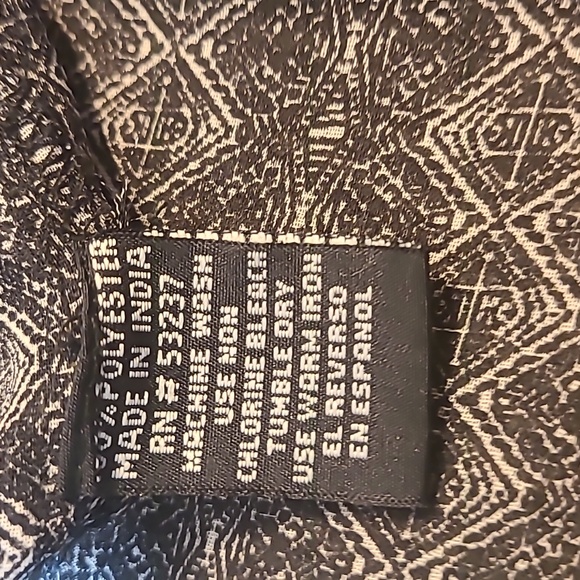 00% POLYESTER
MADE IN INDIA
RN # 53237
MACHINE WASH
USE NON
CHLORINE BLEACH
TUMBLE DRY
USE WARM IRON
EL REVERSO
EN ESPANOL